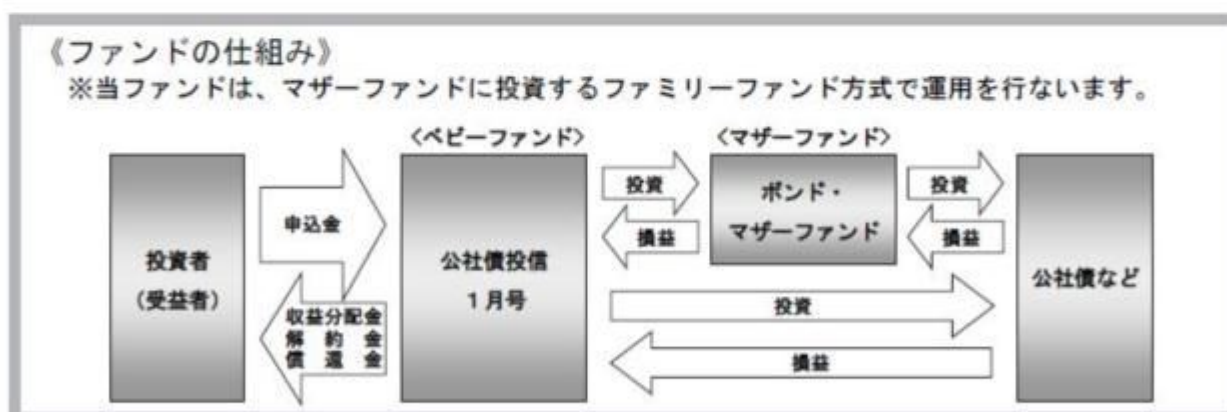 《ファンドの仕組み》
※当ファンドは、マザーファンドに投資するファミリーファンド方式で運用を行ないます。
〈ベビーファンド〉
〈マザーファンド〉
投資者
(受益者)
申込金
収益分配金
解約金
償還金
公社債投信
1月号
投資
損益
ボンド・
マザーファンド
投資
損益
投資
損益
公社債など